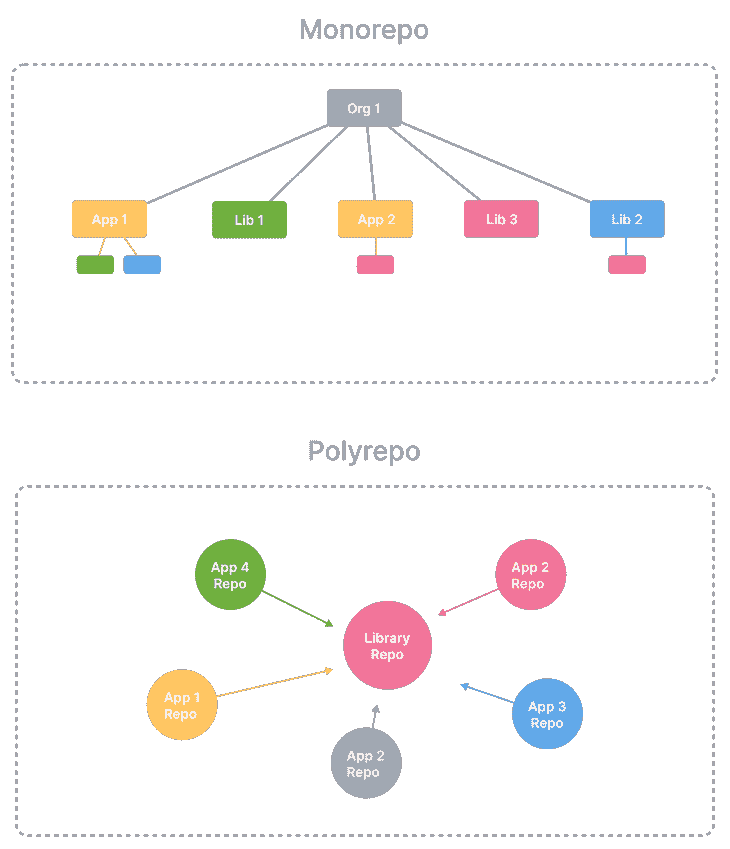 Monorepo
Org 1
App 1
Lib 1
App 2
Lib 3
Lib 2
Polyrepo
App 4
Repo
App 2
Repo
Library
Repo
App 1
Repo
App 3
Repo
App 2
Repo